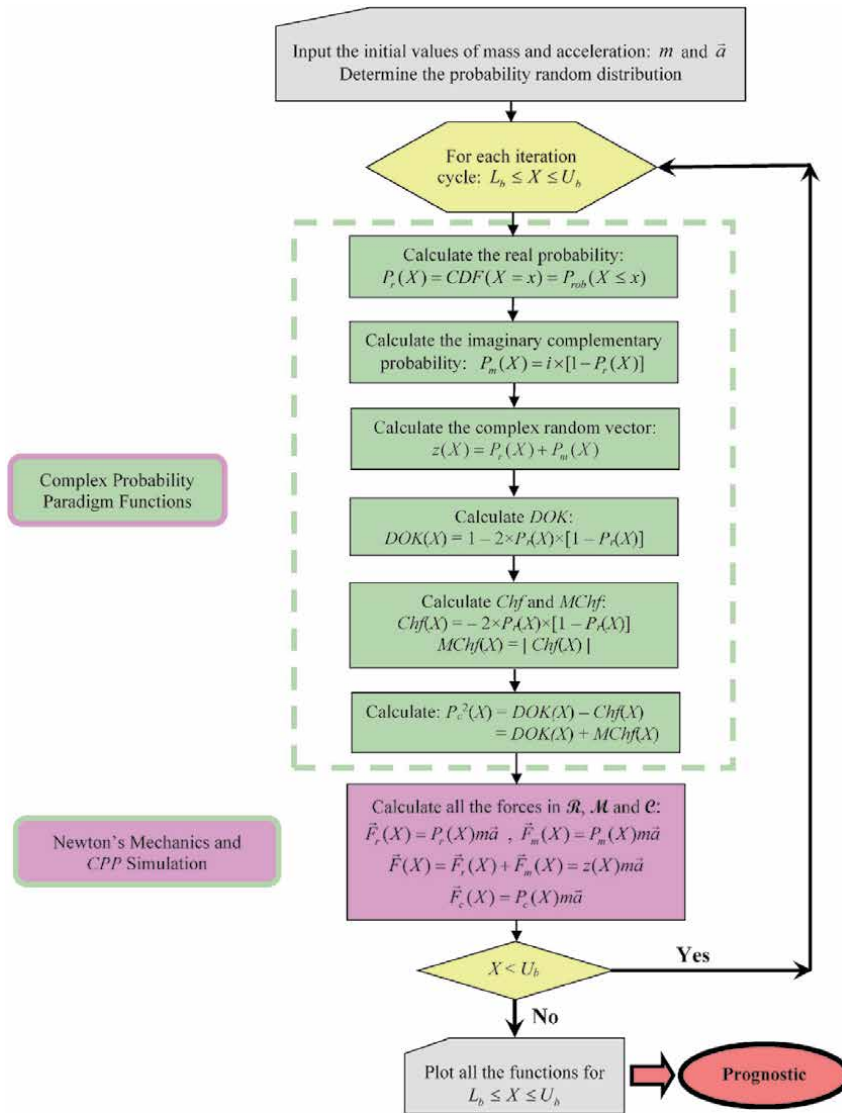 Input the initial values of mass and acceleration: m and a⃗
Determine the probability random distribution
For each iteration
cycle: L_b ≤ X ≤ U_b
Calculate the real probability:
P_r(X) = CDF(X = x) = P_rob(X ≤ x)
Calculate the imaginary complementary
probability: P_m(X) = i×[1−P_r(X)]
Calculate the complex random vector:
z(X) = P_r(X) + P_m(X)
Complex Probability
Paradigm Functions
Calculate DOK:
DOK(X) = 1 – 2×P_r(X)×[1 – P_r(X)]
Calculate Chf and MChf:
Chf(X) = – 2×P_r(X)×[1 – P_r(X)]
MChf(X) = | Chf(X) |
Calculate: P_c²(X) = DOK(X) – Chf(X)
= DOK(X) + MChf(X)
Calculate all the forces in 𝓡, 𝓜 and 𝓒:
F⃗_r(X) = P_r(X)ma⃗ , F⃗_m(X) = P_m(X)ma⃗
F⃗(X) = F⃗_r(X) + F⃗_m(X) = z(X)ma⃗
F⃗_c(X) = P_c(X)ma⃗
Newton's Mechanics and
CPP Simulation
X < U_b
Yes
No
Plot all the functions for
L_b ≤ X ≤ U_b
Prognostic